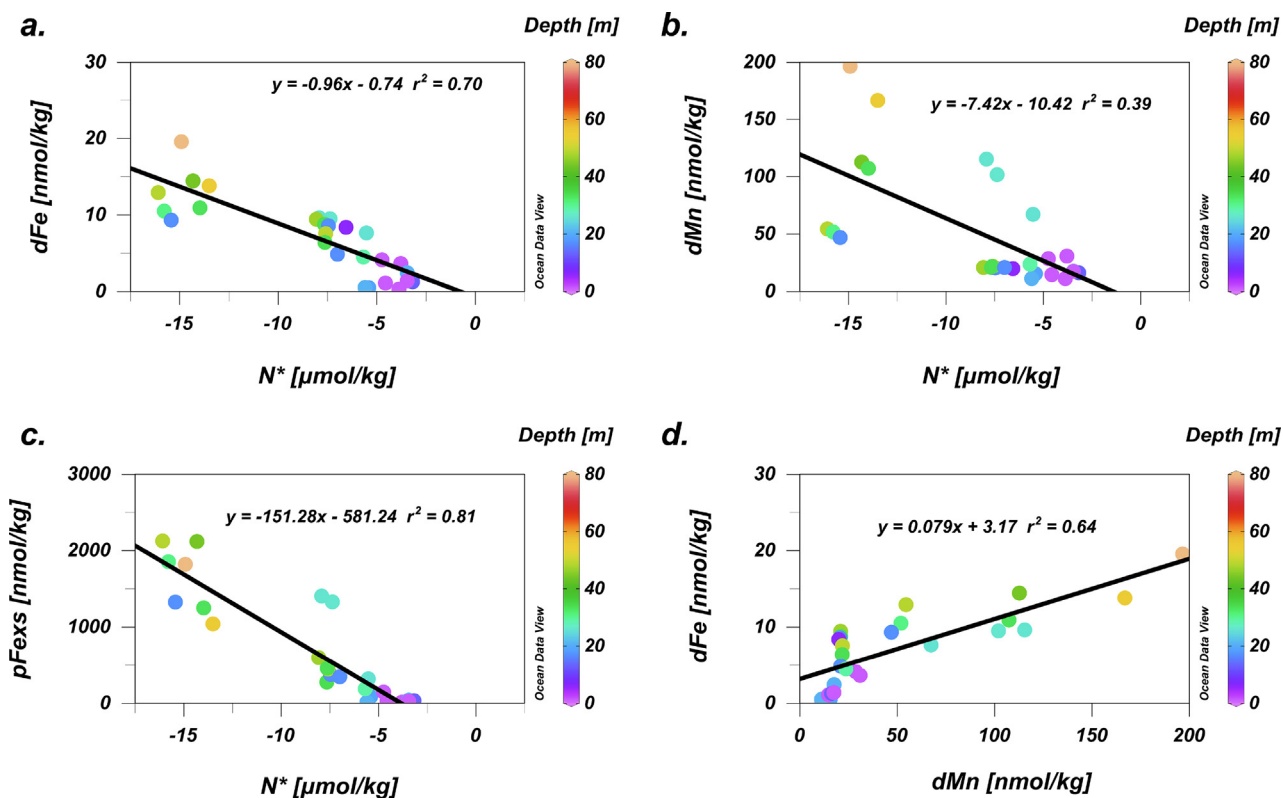 a.
Depth [m]
y = -0.96x - 0.74 r² = 0.70
dFe [nmol/kg]
30
20
10
0
-15
-10
-5
0
N* [μmol/kg]
80
60
40
20
0
Ocean Data View
b.
Depth [m]
y = -7.42x - 10.42 r² = 0.39
dMn [nmol/kg]
200
150
100
50
0
-15
-10
-5
0
N* [μmol/kg]
80
60
40
20
0
Ocean Data View
c.
Depth [m]
y = -151.28x - 581.24 r² = 0.81
pFexs [nmol/kg]
3000
2000
1000
0
-15
-10
-5
0
N* [μmol/kg]
80
60
40
20
0
Ocean Data View
d.
Depth [m]
y = 0.079x + 3.17 r² = 0.64
dFe [nmol/kg]
30
20
10
0
0
50
100
150
200
dMn [nmol/kg]
80
60
40
20
0
Ocean Data View